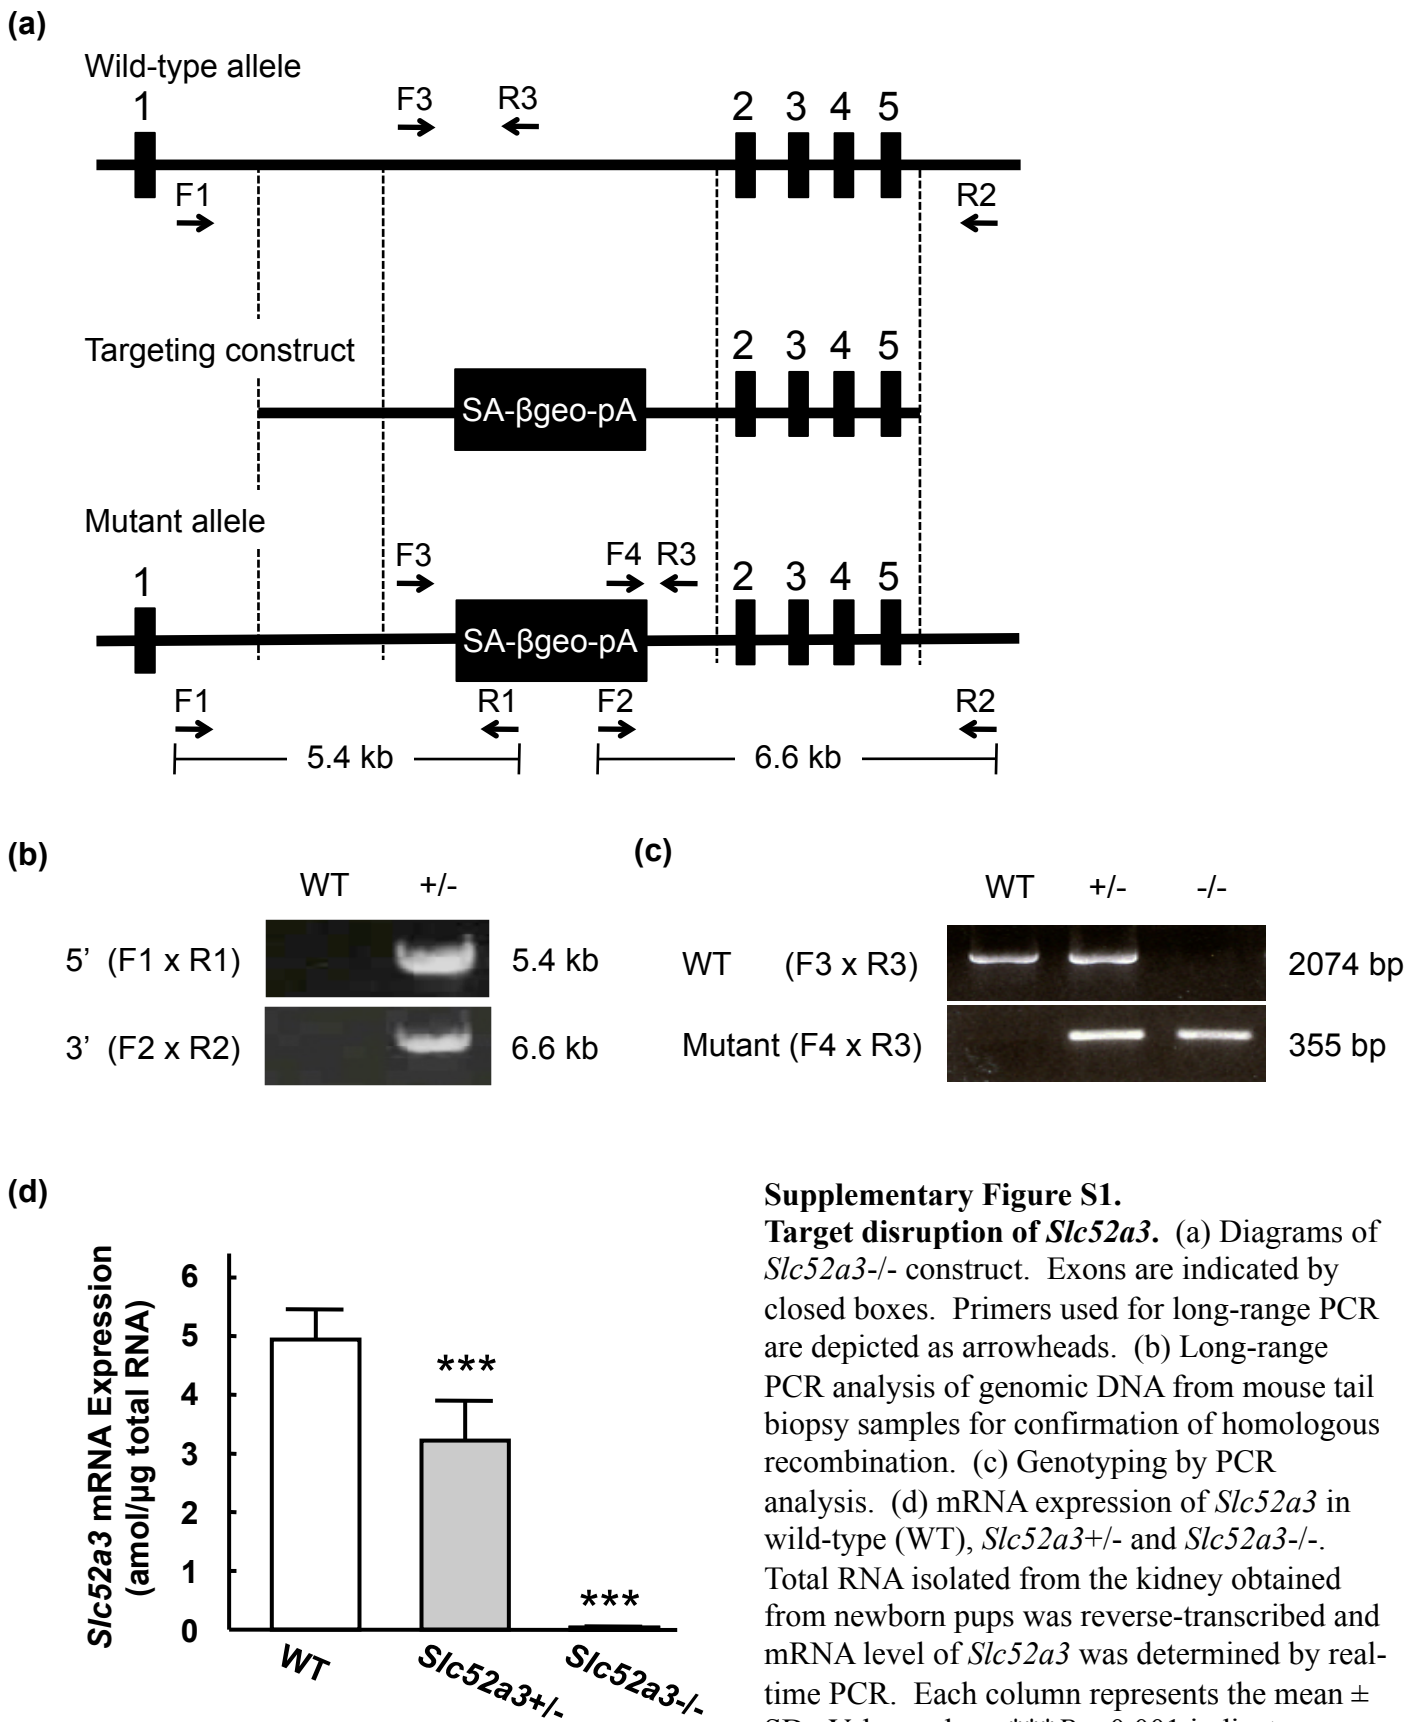 (a)
Wild-type allele
1 F3 R3 2 3 4 5
F1 R2
Targeting construct
2 3 4 5
SA-βgeo-pA
Mutant allele
1 F3 F4 R3 2 3 4 5
SA-βgeo-pA
F1 R1 F2 R2
5.4 kb 6.6 kb
(b)
WT +/-
5’ (F1 x R1) 5.4 kb
3’ (F2 x R2) 6.6 kb
(c)
WT +/- -/-
WT (F3 x R3) 2074 bp
Mutant (F4 x R3) 355 bp
(d)
Slc52a3 mRNA Expression
(amol/μg total RNA)
6
5
4
3
2
1
0
***
***
WT
Slc52a3+/-
Slc52a3-/-
Supplementary Figure S1.
Target disruption of Slc52a3. (a) Diagrams of
Slc52a3-/- construct. Exons are indicated by
closed boxes. Primers used for long-range PCR
are depicted as arrowheads. (b) Long-range
PCR analysis of genomic DNA from mouse tail
biopsy samples for confirmation of homologous
recombination. (c) Genotyping by PCR
analysis. (d) mRNA expression of Slc52a3 in
wild-type (WT), Slc52a3+/- and Slc52a3-/-.
Total RNA isolated from the kidney obtained
from newborn pups was reverse-transcribed and
mRNA level of Slc52a3 was determined by real-
time PCR. Each column represents the mean ±